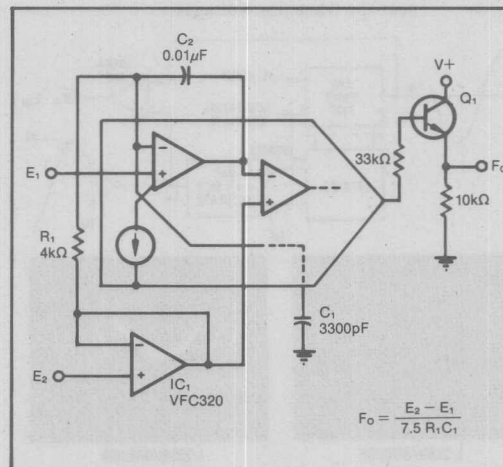 C2
0.01µF
V+
Q1
33kΩ
E1
Fo
10kΩ
R1
4kΩ
C1
3300pF
E2
IC1
VFC320
Fo = E2 – E1 / 7.5 R1C1